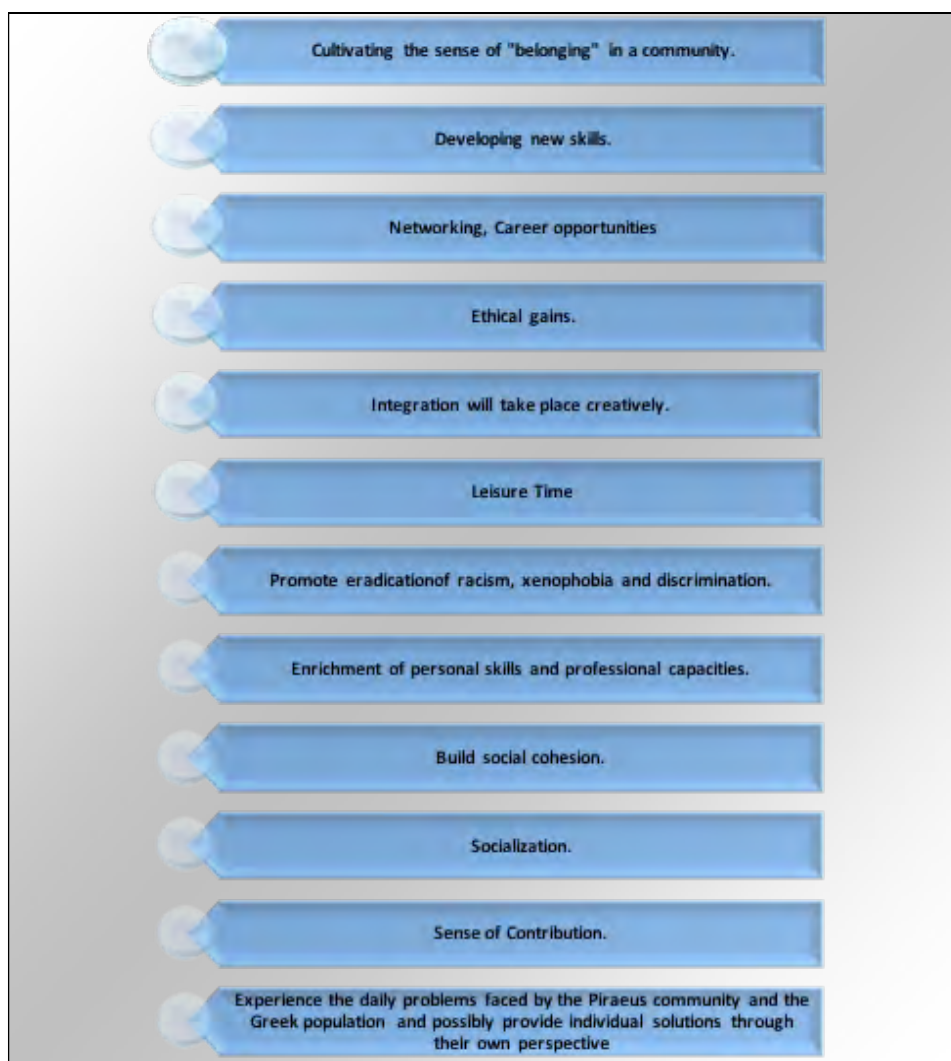 Cultivating the sense of "belonging" in a community.
Developing new skills.
Networking, Career opportunities
Ethical gains.
Integration will take place creatively.
Leisure Time
Promote eradicationof racism, xenophobia and discrimination.
Enrichment of personal skills and professional capacities.
Build social cohesion.
Socialization.
Sense of Contribution.
Experience the daily problems faced by the Piraeus community and the
Greek population and possibly provide individual solutions through
their own perspective